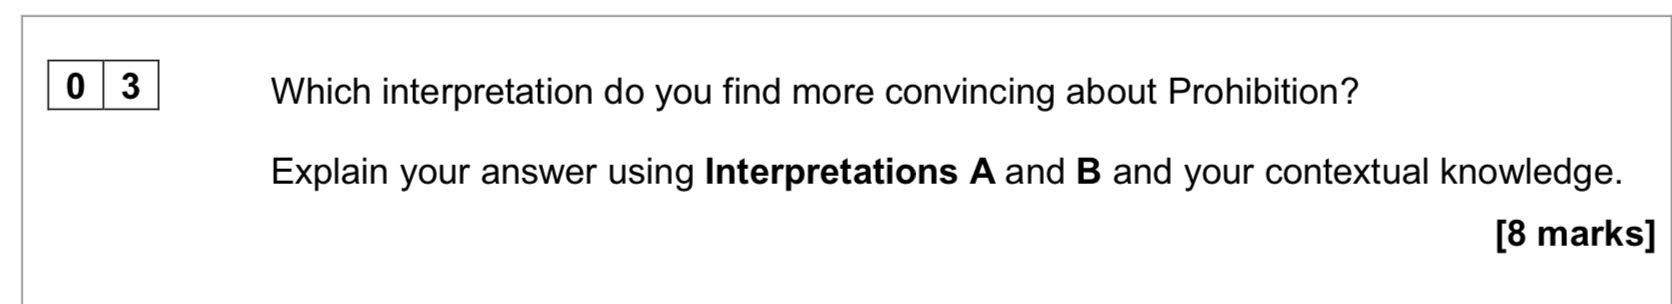 0 3 Which interpretation do you find more convincing about Prohibition?
Explain your answer using Interpretations A and B and your contextual knowledge.
[8 marks]